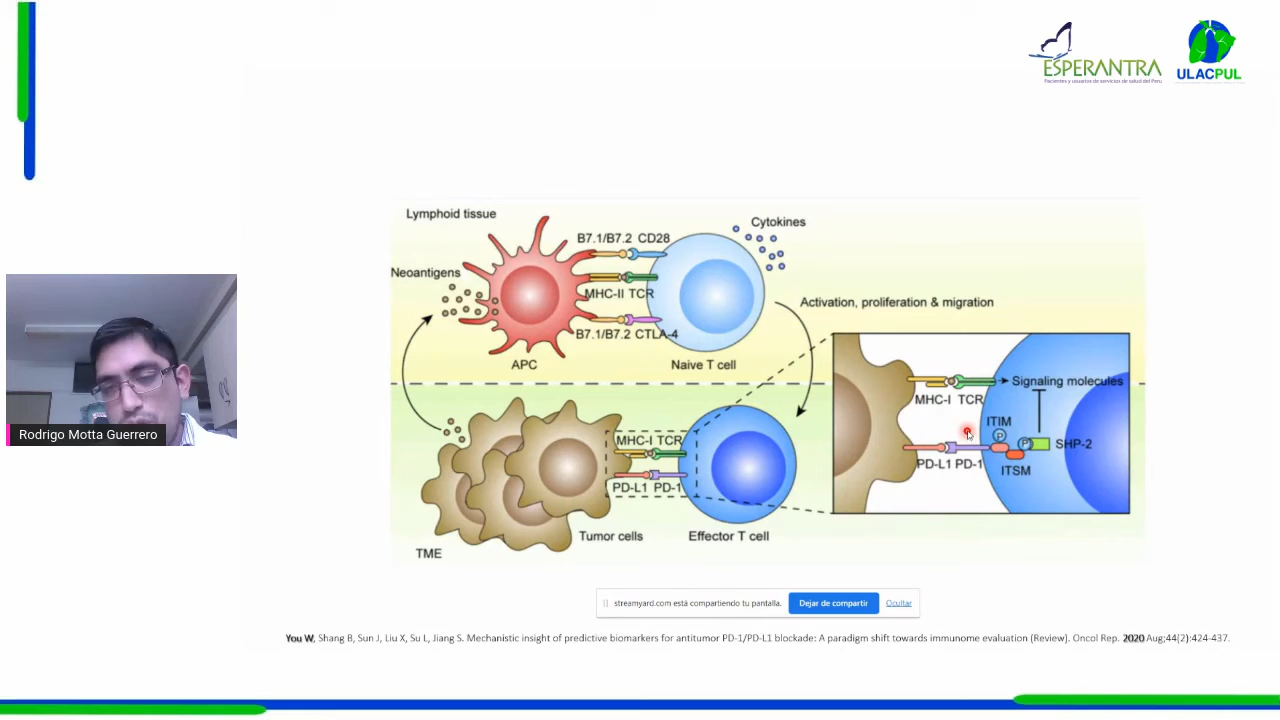 ESPERANTRA
Pacientes y usuarios de servicios de salud del Perú
ULACPUL
Lymphoid tissue
Cytokines
B7.1/B7.2 CD28
Neoantigens
MHC-II TCR
Activation, proliferation & migration
B7.1/B7.2 CTLA-4
APC
Naive T cell
Signaling molecules
MHC-I TCR
ITIM
P
P
SHP-2
PD-L1 PD-1
ITSM
MHC-I TCR
PD-L1 PD-1
Tumor cells
Effector T cell
TME
Rodrigo Motta Guerrero
streamyard.com está compartiendo tu pantalla.
Dejar de compartir
Ocultar
You W, Shang B, Sun J, Liu X, Su L, Jiang S. Mechanistic insight of predictive biomarkers for antitumor PD-1/PD-L1 blockade: A paradigm shift towards immunome evaluation (Review). Oncol Rep. 2020 Aug;44(2):424-437.